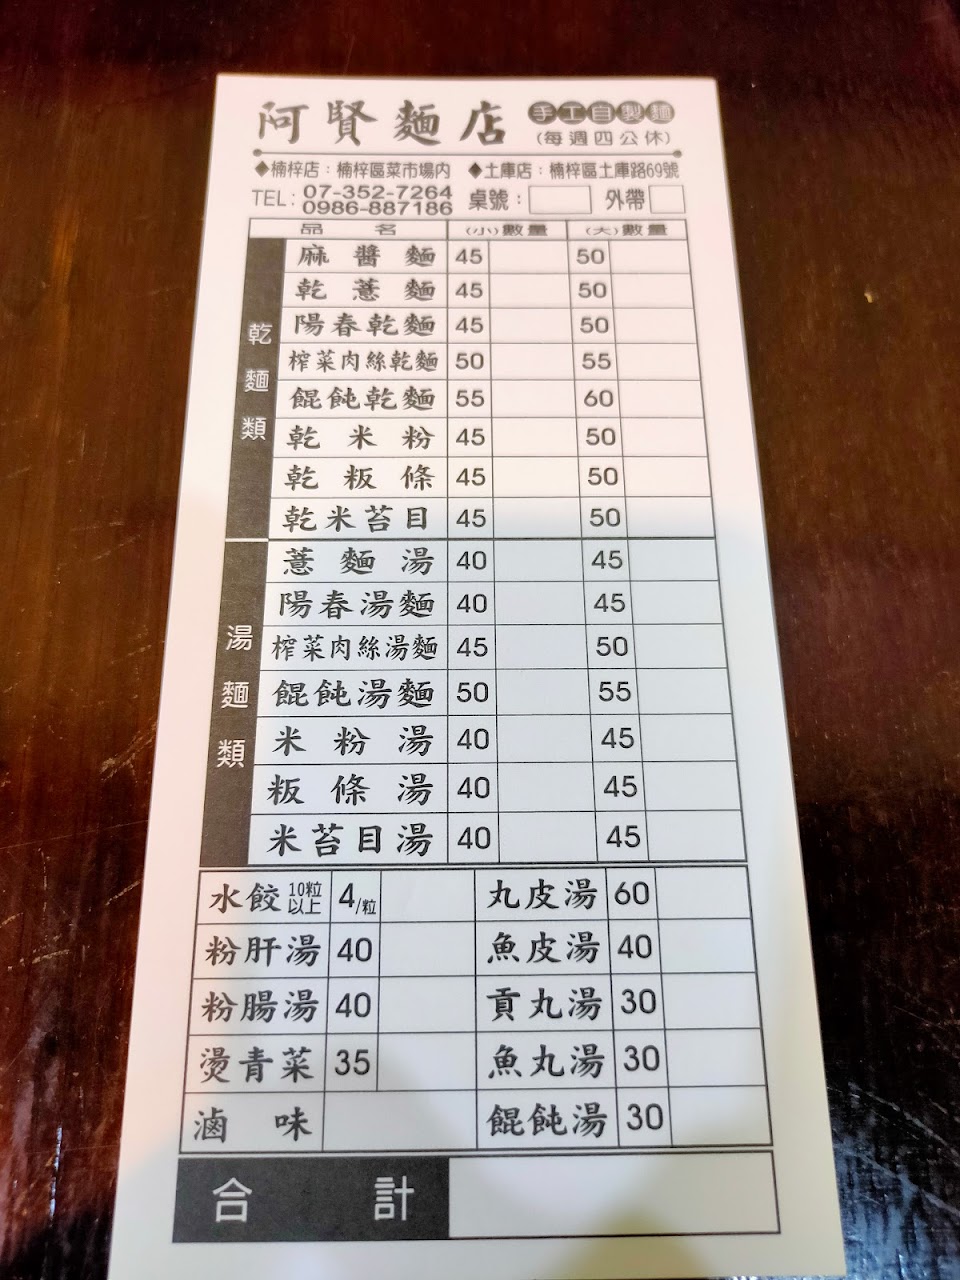 阿賢麵店 手工自製麵
(每週四公休)
◆楠梓店：楠梓區菜市場內 ◆土庫店：楠梓區土庫路69號
TEL：07-352-7264 桌號： 外帶
0986-887186
品名 (小)數量 (大)數量
乾麵類
麻醬麵 45 50
乾薏麵 45 50
陽春乾麵 45 50
榨菜肉絲乾麵 50 55
餛飩乾麵 55 60
乾米粉 45 50
乾粄條 45 50
乾米苔目 45 50
湯麵類
薏麵湯 40 45
陽春湯麵 40 45
榨菜肉絲湯麵 45 50
餛飩湯麵 50 55
米粉湯 40 45
粄條湯 40 45
米苔目湯 40 45
水餃10粒以上 4/粒 丸皮湯 60
粉肝湯 40 魚皮湯 40
粉腸湯 40 貢丸湯 30
燙青菜 35 魚丸湯 30
滷味 餛飩湯 30
合計